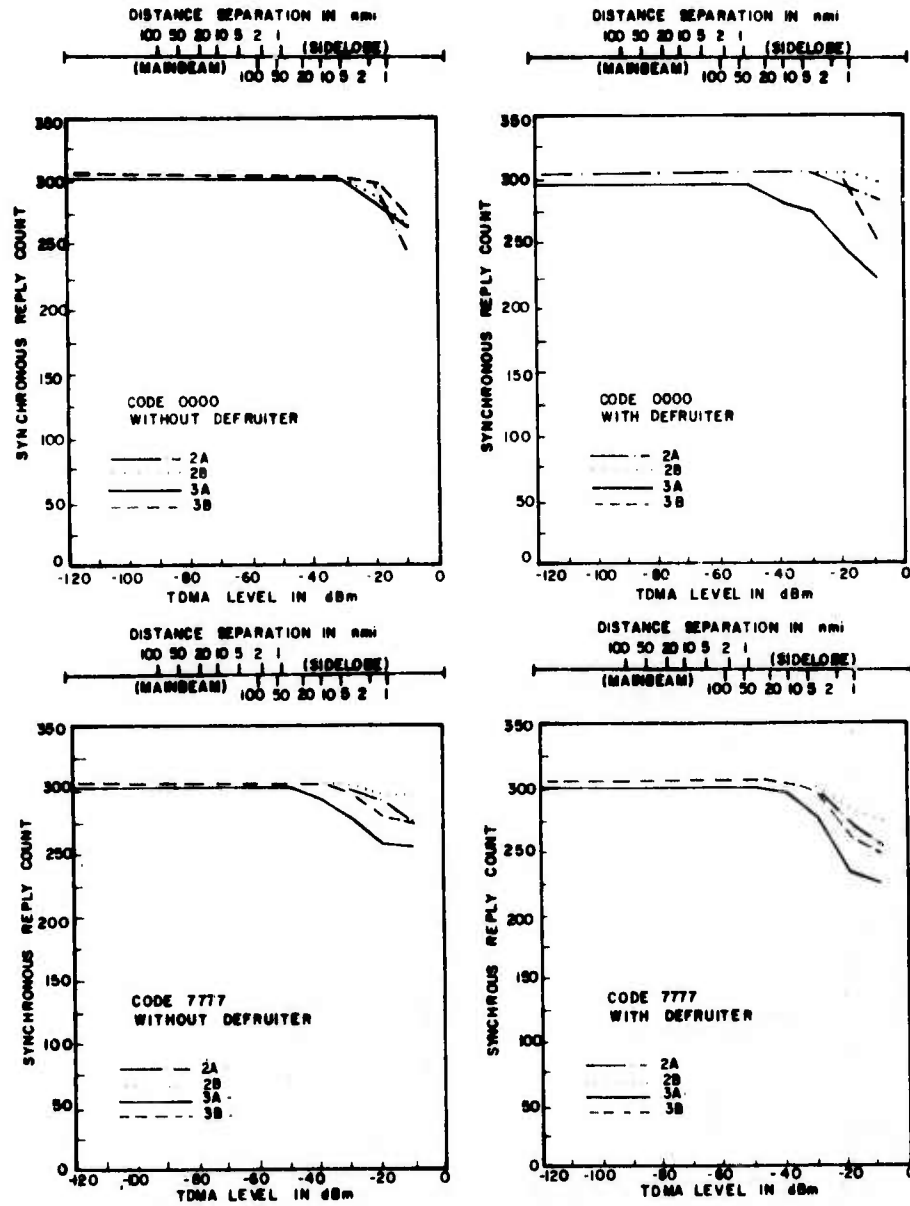 DISTANCE SEPARATION IN nmi
100 50 20 10 5 2 1
(SIDELOBE)
(MAINBEAM)
100 50 20 10 5 2 1
350
300
250
200
150
100
50
0
SYNCHRONOUS REPLY COUNT
CODE 0000
WITHOUT DEFRUITER
2A
2B
3A
3B
-120 -100 -80 -60 -40 -20 0
TDMA LEVEL IN dBm
DISTANCE SEPARATION IN nmi
100 50 20 10 5 2 1
(SIDELOBE)
(MAINBEAM)
100 50 20 10 5 2 1
350
300
250
200
150
100
50
0
SYNCHRONOUS REPLY COUNT
CODE 0000
WITH DEFRUITER
2A
2B
3A
3B
-120 -100 -80 -60 -40 -20 0
TDMA LEVEL IN dBm
DISTANCE SEPARATION IN nmi
100 50 20 10 5 2 1
(SIDELOBE)
(MAINBEAM)
100 50 20 10 5 2 1
350
300
250
200
150
100
50
0
SYNCHRONOUS REPLY COUNT
CODE 7777
WITHOUT DEFRUITER
2A
2B
3A
3B
-120 -100 -80 -60 -40 -20 0
TDMA LEVEL IN dBm
DISTANCE SEPARATION IN nmi
100 50 20 10 5 2 1
(SIDELOBE)
(MAINBEAM)
100 50 20 10 5 2 1
350
300
250
200
150
100
50
0
SYNCHROUS REPLY COUNT
CODE 7777
WITH DEFRUITER
2A
2B
3A
3B
-120 -100 -80 -60 -40 -20 0
TDMA LEVEL IN dBm